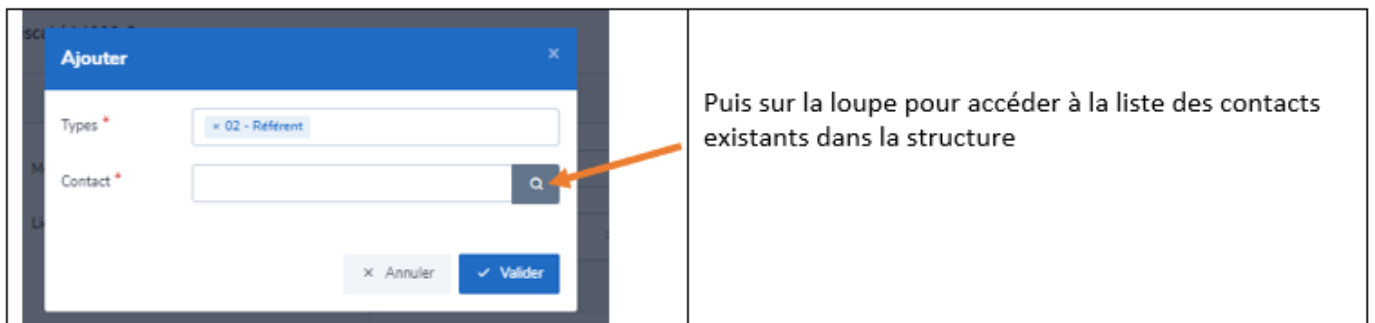 Ajouter ×
Types *
× 02 - Référent
Contact *
× Annuler
✓ Valider
Puis sur la loupe pour accéder à la liste des contacts
existants dans la structure